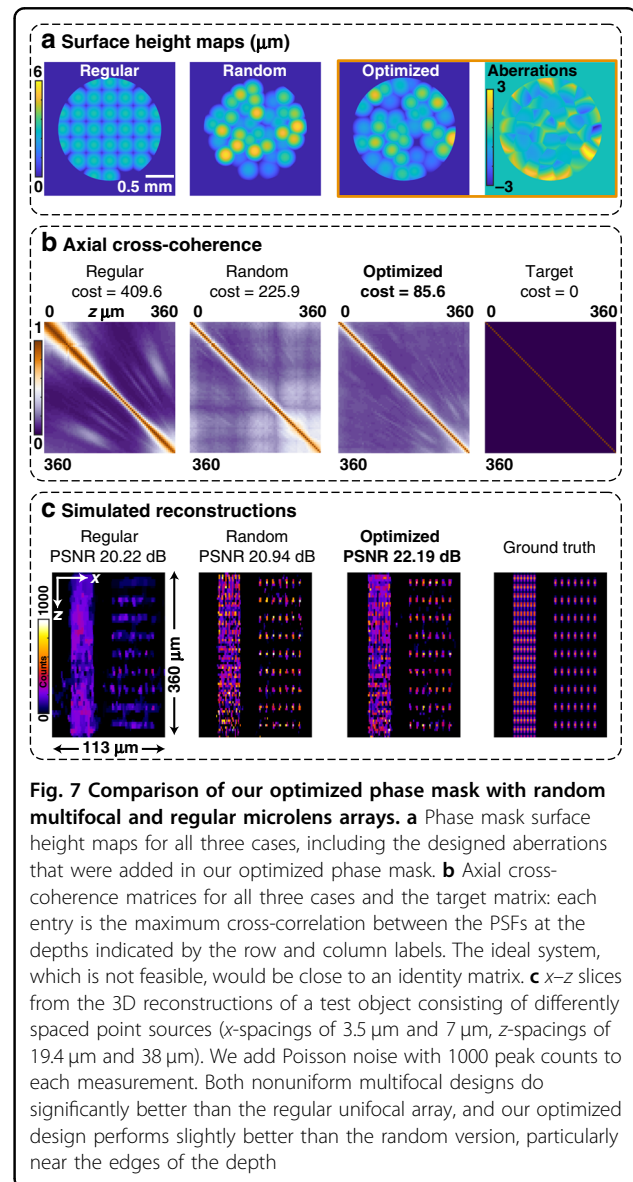 a Surface height maps (μm)
6
0
Regular
0.5 mm
Random
Optimized
Aberrations
3
−3
b Axial cross-coherence
Regular
cost = 409.6
Random
cost = 225.9
Optimized
cost = 85.6
Target
cost = 0
0 z μm 360
0 360
0 360
0 360
1
0
360
360
360
360
c Simulated reconstructions
Regular
PSNR 20.22 dB
Random
PSNR 20.94 dB
Optimized
PSNR 22.19 dB
Ground truth
1000
Counts
0
x
z
360 μm
113 μm
Fig. 7 Comparison of our optimized phase mask with random
multifocal and regular microlens arrays. a Phase mask surface
height maps for all three cases, including the designed aberrations
that were added in our optimized phase mask. b Axial cross-
coherence matrices for all three cases and the target matrix: each
entry is the maximum cross-correlation between the PSFs at the
depths indicated by the row and column labels. The ideal system,
which is not feasible, would be close to an identity matrix. c x–z slices
from the 3D reconstructions of a test object consisting of differently
spaced point sources (x-spacings of 3.5 μm and 7 μm, z-spacings of
19.4 μm and 38 μm). We add Poisson noise with 1000 peak counts to
each measurement. Both nonuniform multifocal designs do
significantly better than the regular unifocal array, and our optimized
design performs slightly better than the random version, particularly
near the edges of the depth